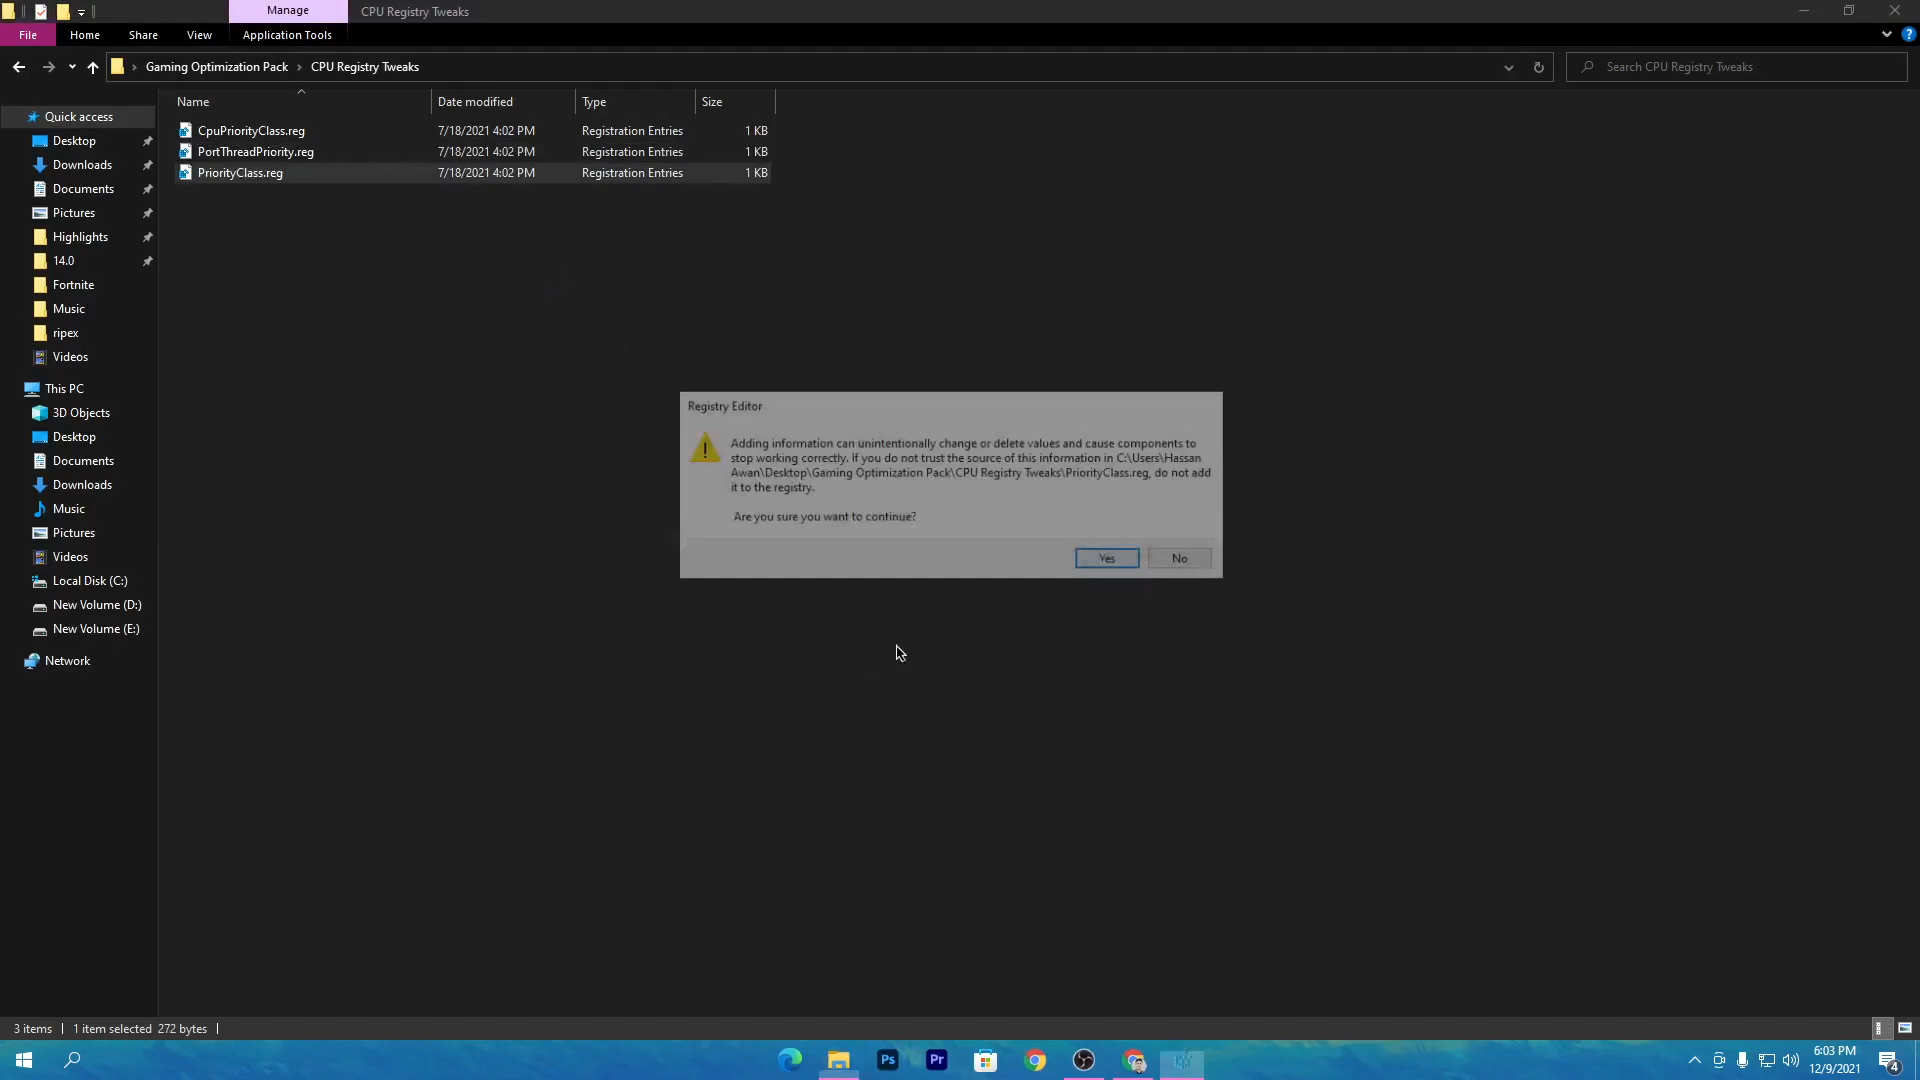 Manage
CPU Registry Tweaks
File
Home
Share
View
Application Tools
?
Gaming Optimization Pack
CPU Registry Tweaks
Search CPU Registry Tweaks
Name
Date modified
Type
Size
CpuPriorityClass.reg
7/18/2021 4:02 PM
Registration Entries
1 KB
PortThreadPriority.reg
7/18/2021 4:02 PM
Registration Entries
1 KB
PriorityClass.reg
7/18/2021 4:02 PM
Registration Entries
1 KB
Quick access
Desktop
Downloads
Documents
Pictures
Highlights
14.0
Fortnite
Music
ripex
Videos
This PC
3D Objects
Desktop
Documents
Downloads
Music
Pictures
Videos
Local Disk (C:)
New Volume (D:)
New Volume (E:)
Network
Registry Editor
Adding information can unintentionally change or delete values and cause components to
stop working correctly. If you do not trust the source of this information in C:\Users\Hassan
Awan\Desktop\Gaming Optimization Pack\CPU Registry Tweaks\PriorityClass.reg, do not add
it to the registry.
Are you sure you want to continue?
Yes
No
3 items
1 item selected 272 bytes
Ps
Pr
6:03 PM
12/9/2021
4